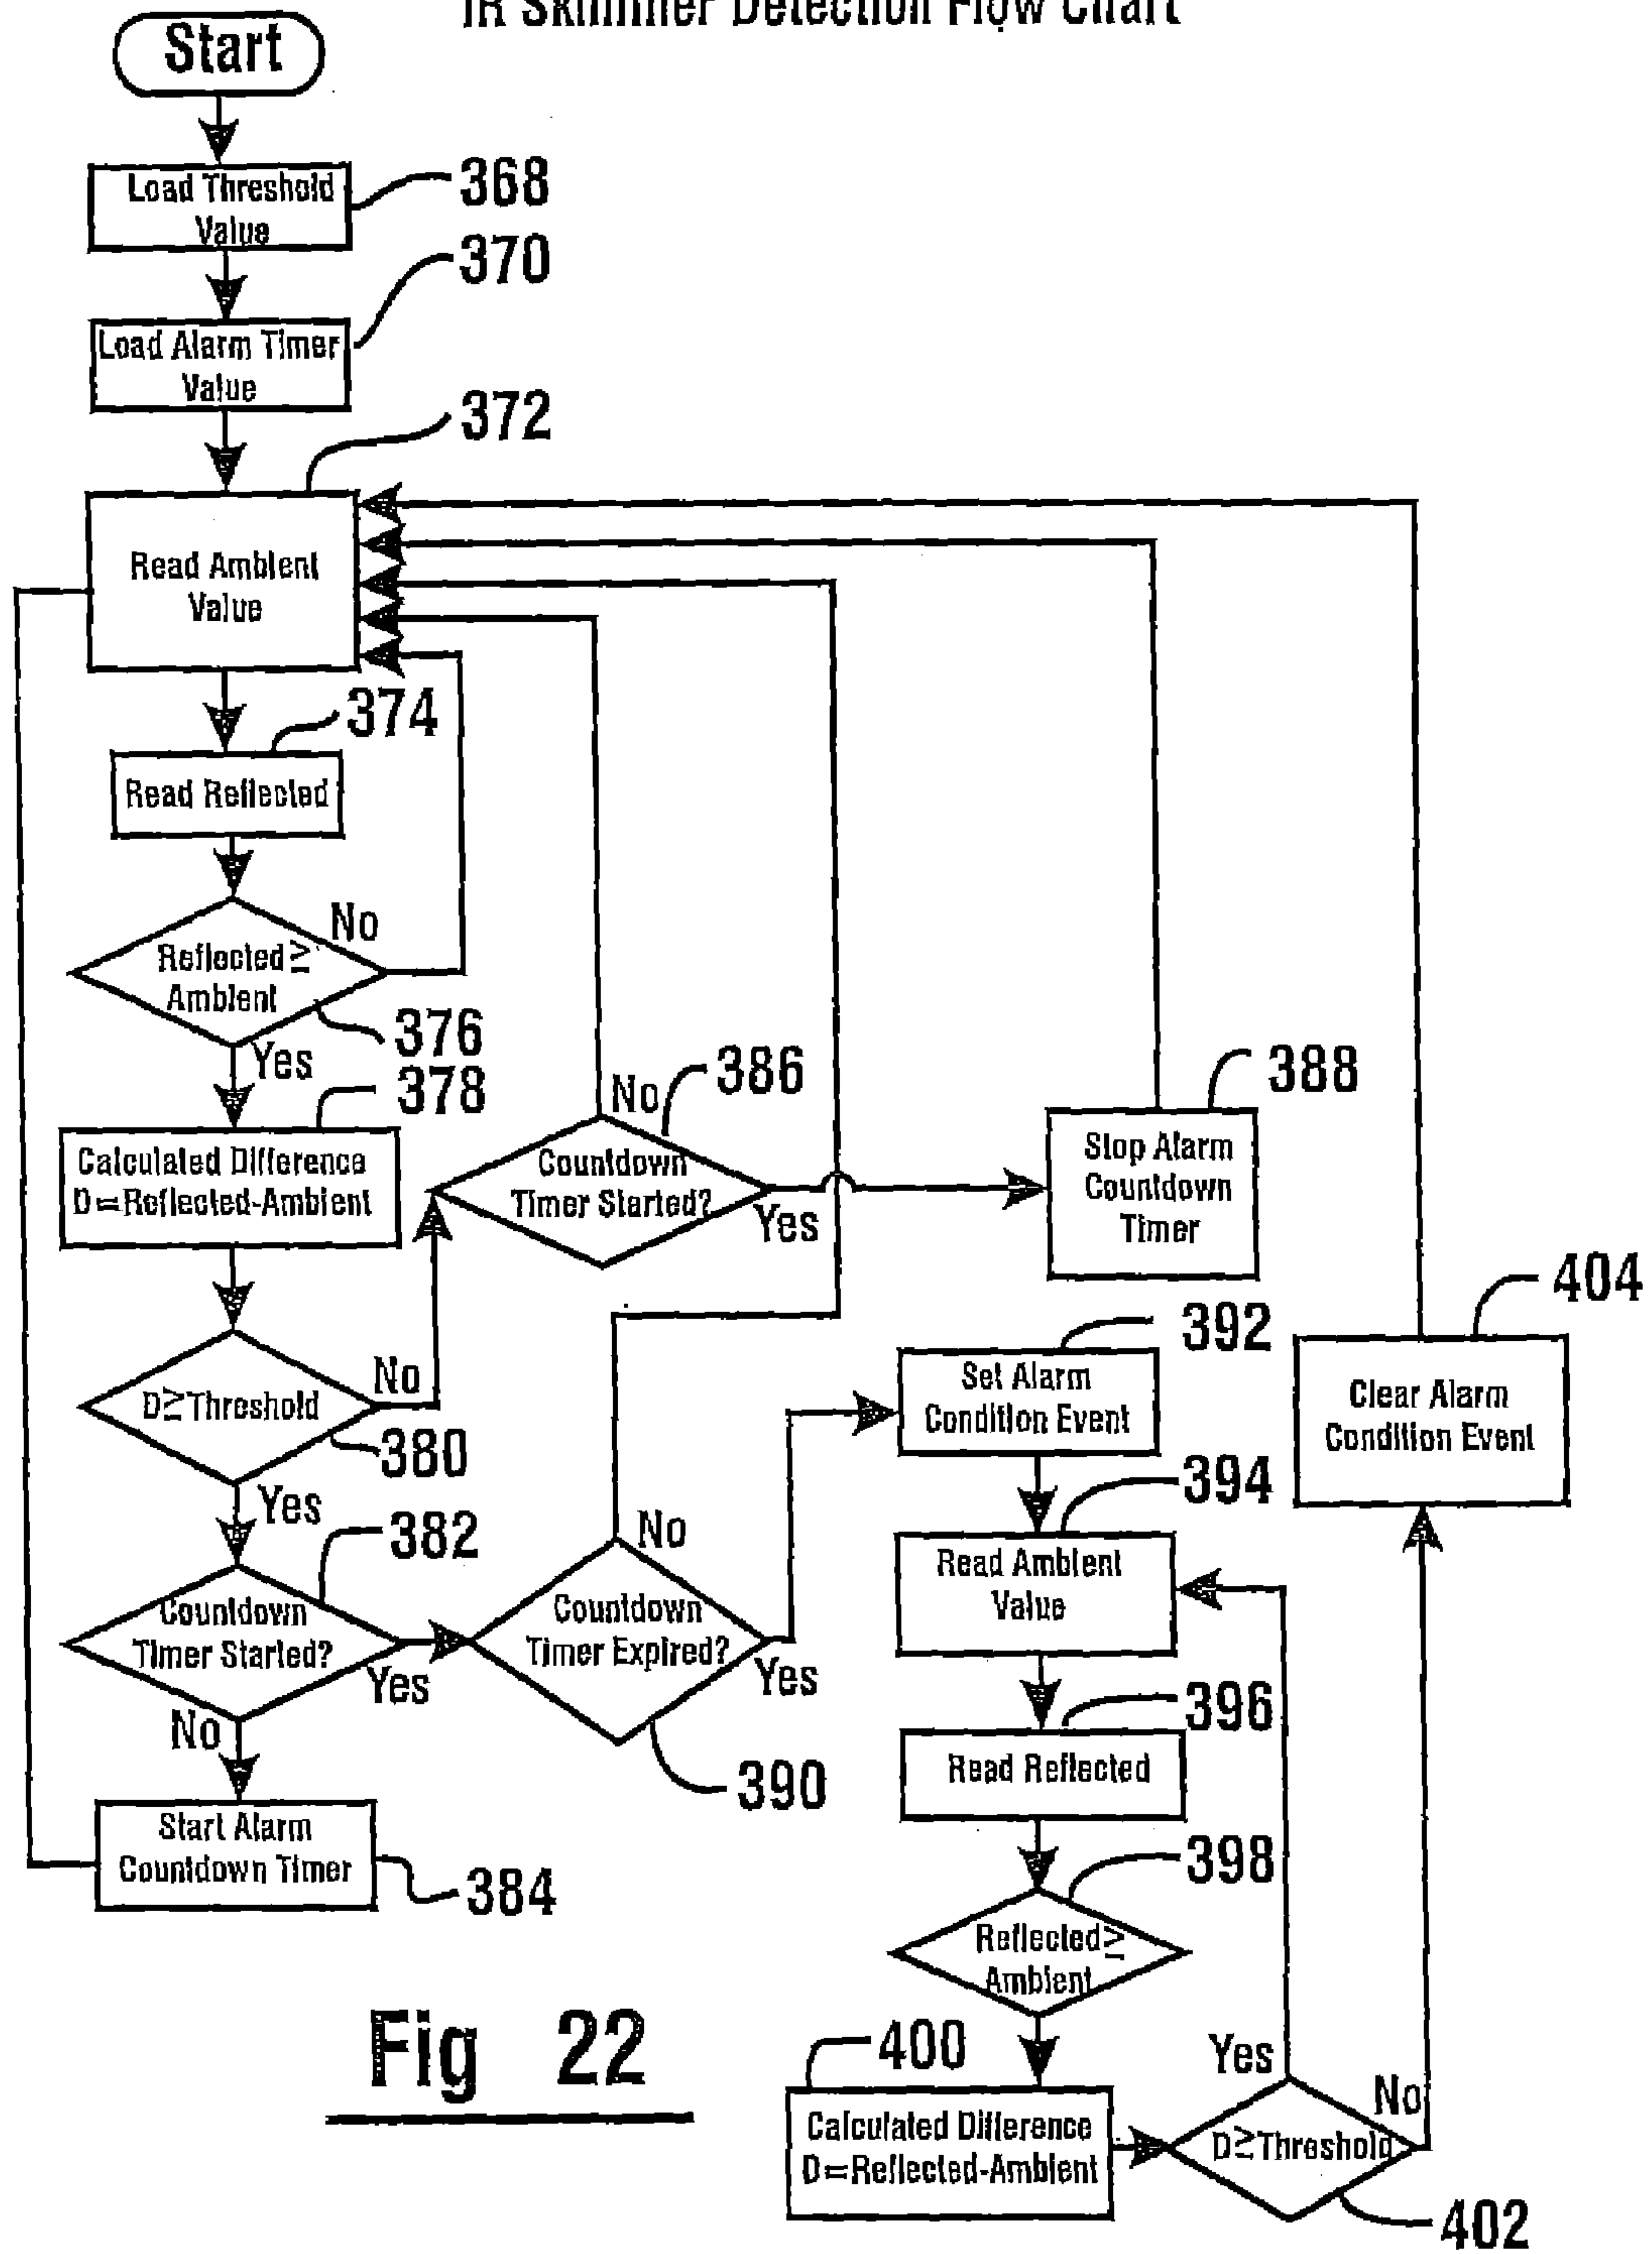 IR Skimmer Detection Flow Chart
Start
Load Threshold
Value
368
Load Alarm Timer
Value
370
Read Ambient
Value
372
Read Reflected
374
Reflected ≥
Ambient
No
376
Yes
Calculated Difference
D=Reflected-Ambient
378
D≥Threshold
No
380
Yes
Countdown
Timer Started?
382
Yes
No
Start Alarm
Countdown Timer
384
Countdown
Timer Started?
No
386
Yes
Stop Alarm
Countdown
Timer
388
Countdown
Timer Expired?
No
Yes
390
Set Alarm
Condition Event
392
Read Ambient
Value
394
Read Reflected
396
Reflected ≥
Ambient
398
Calculated Difference
D=Reflected-Ambient
400
D≥Threshold
Yes
No
402
Clear Alarm
Condition Event
404
Fig 22